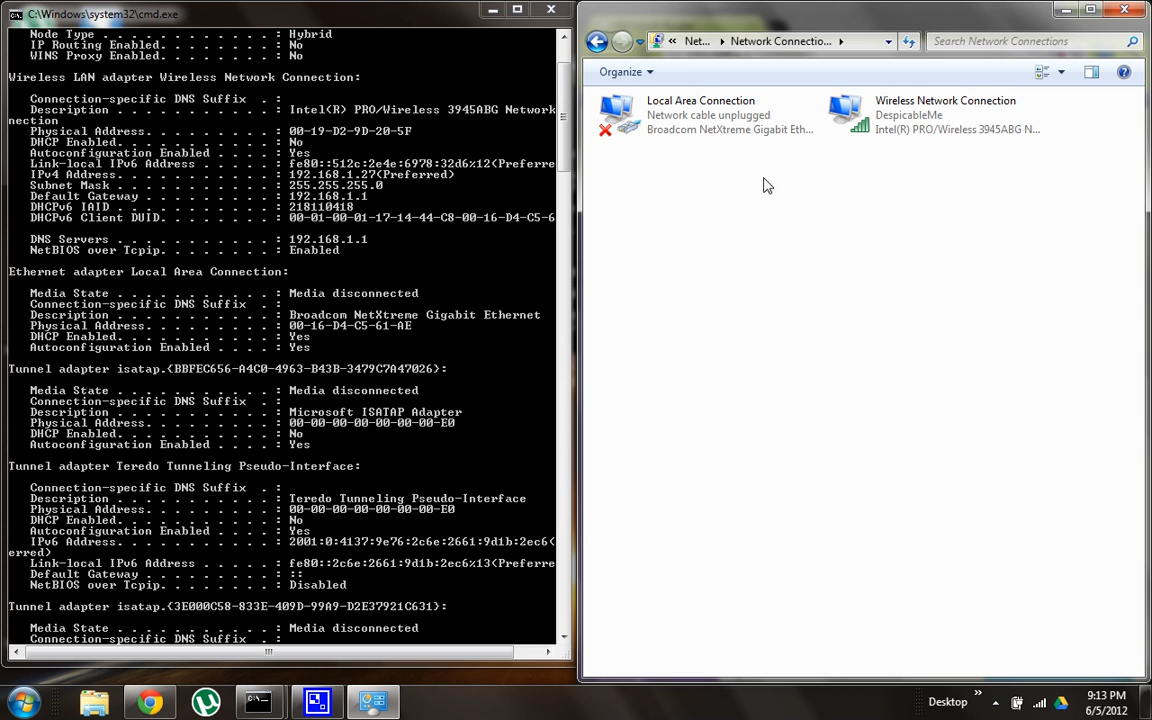 C:\Windows\system32\cmd.exe
Node Type . . . . . . . . . . . . : Hybrid
IP Routing Enabled. . . . . . . . : No
WINS Proxy Enabled. . . . . . . . : No
Wireless LAN adapter Wireless Network Connection:
Connection-specific DNS Suffix . :
Description . . . . . . . . . . . : Intel(R) PRO/Wireless 3945ABG Network
nection
Physical Address. . . . . . . . . : 00-19-D2-9D-20-5F
DHCP Enabled. . . . . . . . . . . : No
Autoconfiguration Enabled . . . . : Yes
Link-local IPv6 Address . . . . . : fe80::512c:2e4e:6978:32d6%12(Preferre
IPv4 Address. . . . . . . . . . . : 192.168.1.27(Preferred)
Subnet Mask . . . . . . . . . . . : 255.255.255.0
Default Gateway . . . . . . . . . : 192.168.1.1
DHCPv6 IAID . . . . . . . . . . . : 218110418
DHCPv6 Client DUID. . . . . . . . : 00-01-00-01-17-14-44-C8-00-16-D4-C5-6
DNS Servers . . . . . . . . . . . : 192.168.1.1
NetBIOS over Tcpip. . . . . . . . : Enabled
Ethernet adapter Local Area Connection:
Media State . . . . . . . . . . . : Media disconnected
Connection-specific DNS Suffix . :
Description . . . . . . . . . . . : Broadcom NetXtreme Gigabit Ethernet
Physical Address. . . . . . . . . : 00-16-D4-C5-61-AE
DHCP Enabled. . . . . . . . . . . : Yes
Autoconfiguration Enabled . . . . : Yes
Tunnel adapter isatap.{BBFEC656-A4C0-4963-B43B-3479C7A47026}:
Media State . . . . . . . . . . . : Media disconnected
Connection-specific DNS Suffix . :
Description . . . . . . . . . . . : Microsoft ISATAP Adapter
Physical Address. . . . . . . . . : 00-00-00-00-00-00-00-E0
DHCP Enabled. . . . . . . . . . . : No
Autoconfiguration Enabled . . . . : Yes
Tunnel adapter Teredo Tunneling Pseudo-Interface:
Connection-specific DNS Suffix . :
Description . . . . . . . . . . . : Teredo Tunneling Pseudo-Interface
Physical Address. . . . . . . . . : 00-00-00-00-00-00-00-E0
DHCP Enabled. . . . . . . . . . . : No
Autoconfiguration Enabled . . . . : Yes
IPv6 Address. . . . . . . . . . . : 2001:0:4137:9e76:2c6e:2661:9d1b:2ec6(
erred)
Link-local IPv6 Address . . . . . : fe80::2c6e:2661:9d1b:2ec6%13(Preferre
Default Gateway . . . . . . . . . : ::
NetBIOS over Tcpip. . . . . . . . : Disabled
Tunnel adapter isatap.{3E000C58-833E-409D-99A9-D2E37921C631}:
Media State . . . . . . . . . . . : Media disconnected
Connection-specific DNS Suffix . :
« Net... Network Connectio...
Search Network Connections
Organize
Local Area Connection
Network cable unplugged
Broadcom NetXtreme Gigabit Eth...
Wireless Network Connection
DespicableMe
Intel(R) PRO/Wireless 3945ABG N...
Desktop »
9:13 PM
6/5/2012